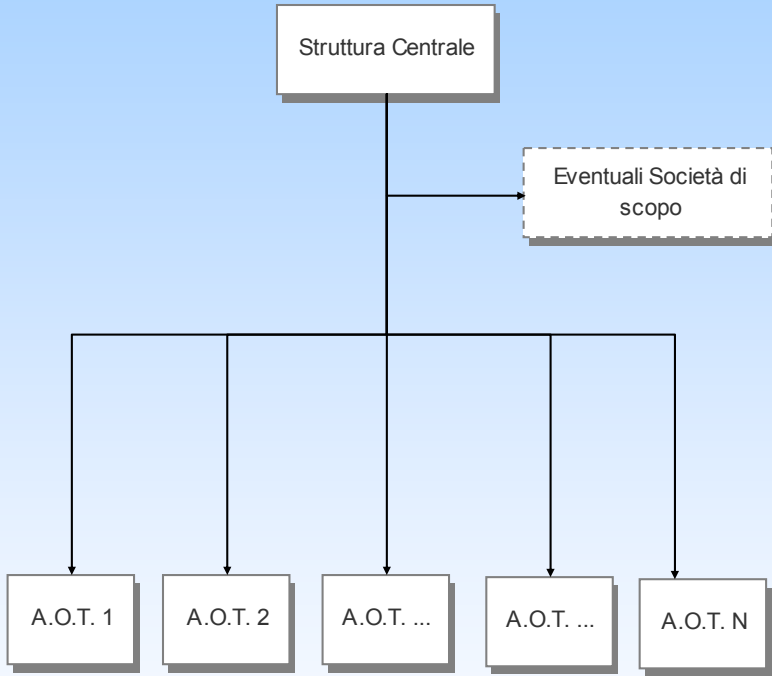 Struttura Centrale
Eventuali Società di
scopo
A.O.T. 1
A.O.T. 2
A.O.T. ...
A.O.T. ...
A.O.T. N